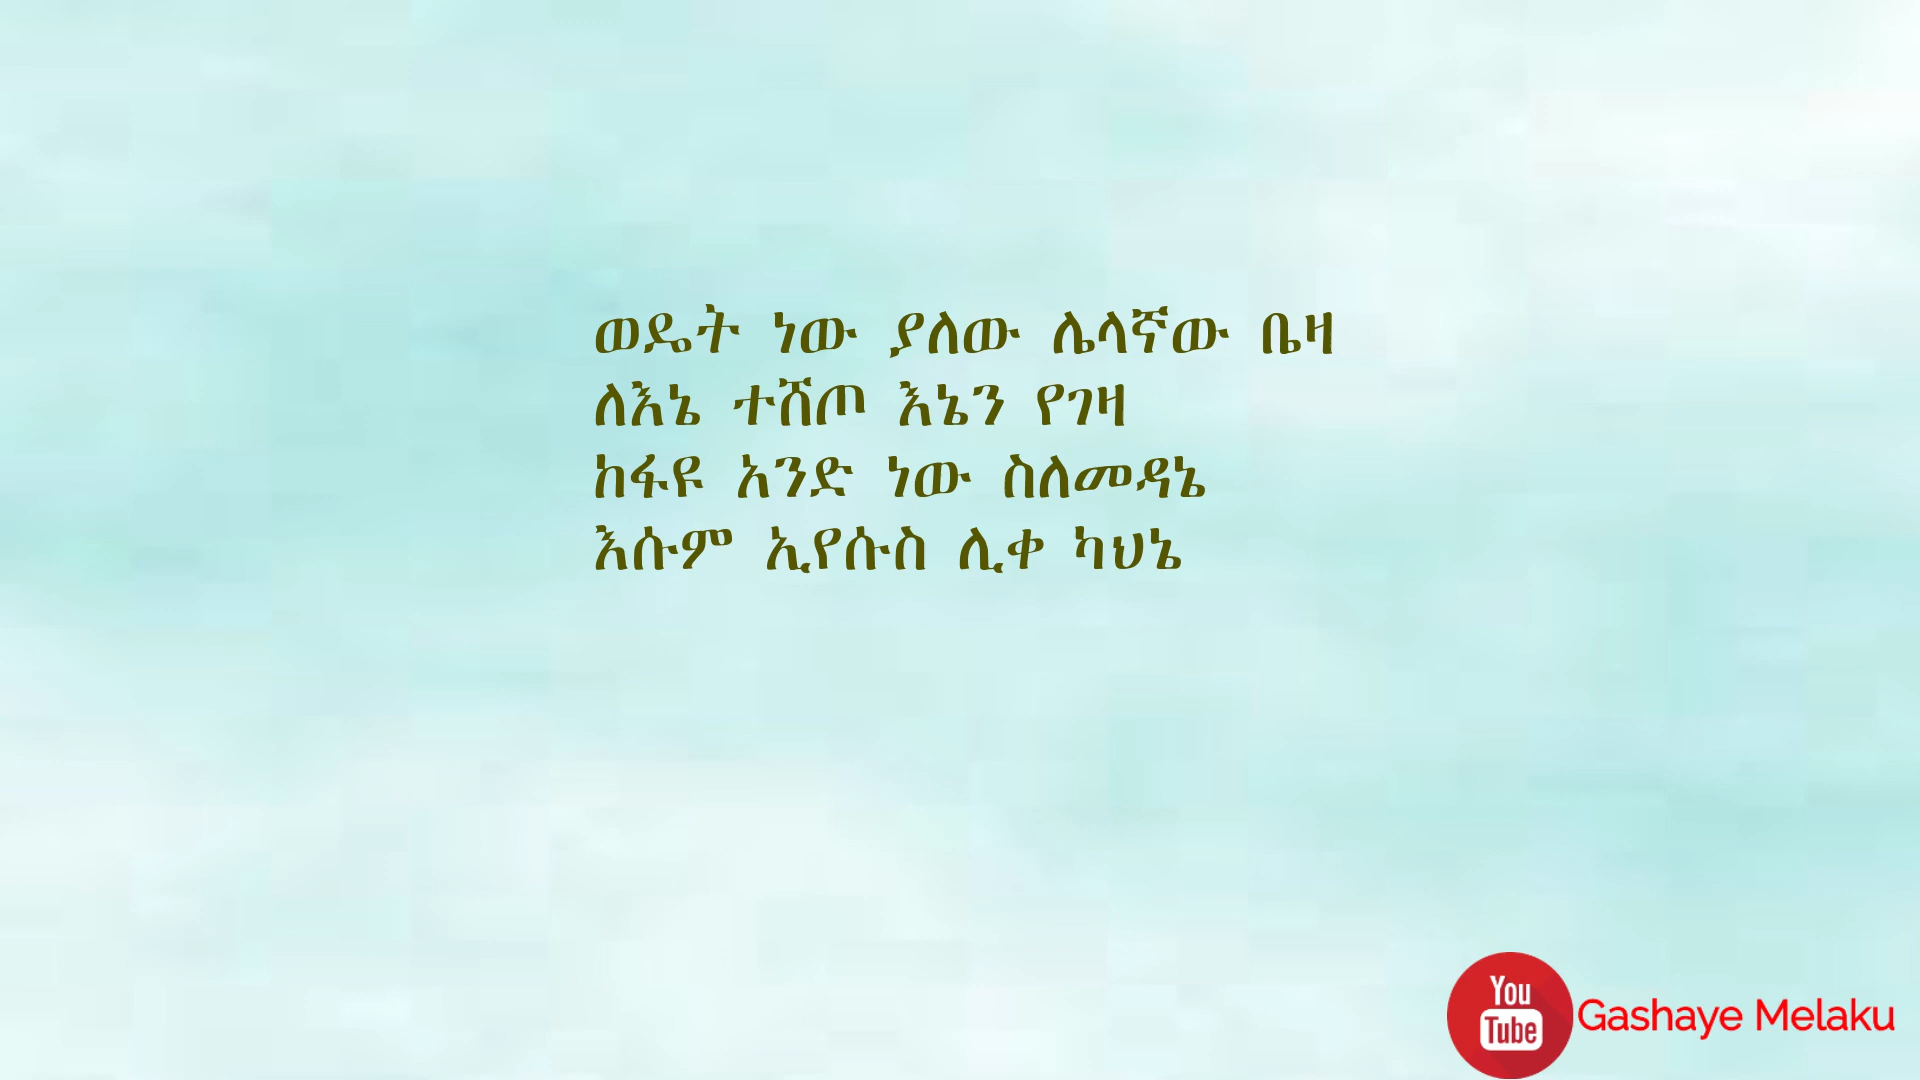 ወዴት ነው ያለው ሌላኛው ቤዛ
ለእኔ ተሽጦ እኔን የገዛ
ከፋዩ አንድ ነው ስለመዳኔ
እሱም ኢየሱስ ሊቀ ካህኔ
You
Tube
Gashaye Melaku